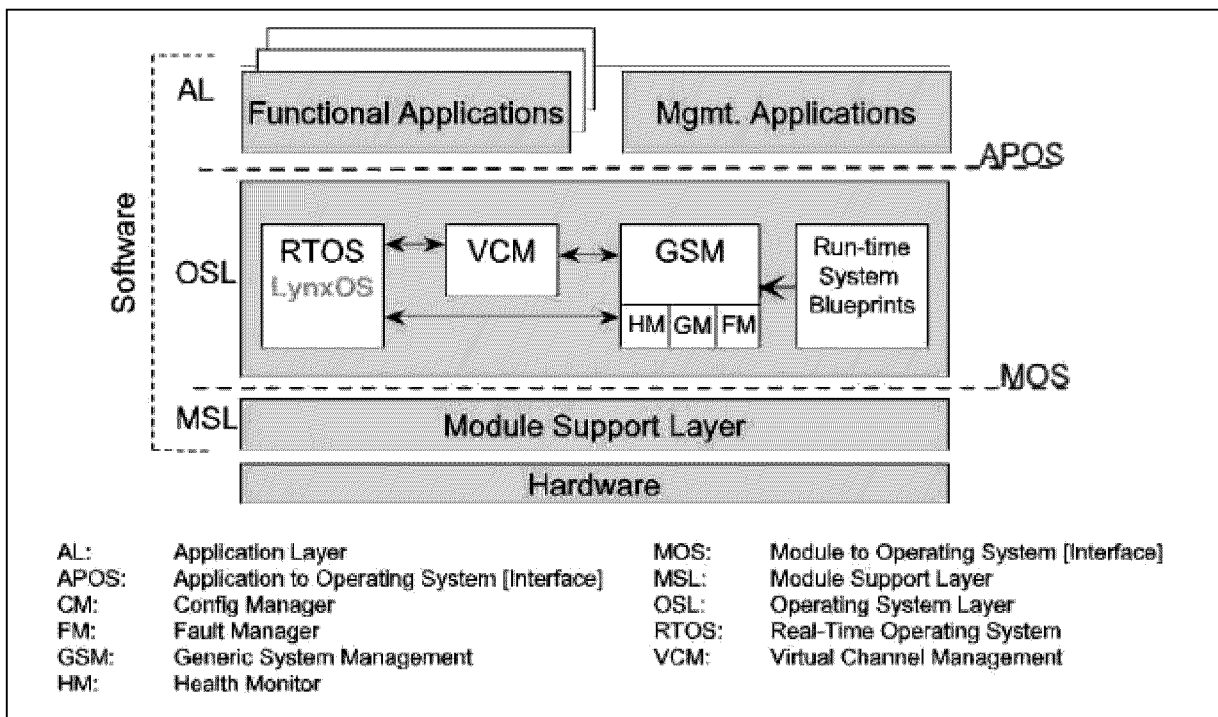 AL
Functional Applications
Mgmt. Applications
APOS
Software
OSL
RTOS
LynxOS
VCM
GSM
HM
GM
FM
Run-time
System
Blueprints
MOS
MSL
Module Support Layer
Hardware
AL: Application Layer
APOS: Application to Operating System [Interface]
CM: Config Manager
FM: Fault Manager
GSM: Generic System Management
HM: Health Monitor
MOS: Module to Operating System [Interface]
MSL: Module Support Layer
OSL: Operating System Layer
RTOS: Real-Time Operating System
VCM: Virtual Channel Management